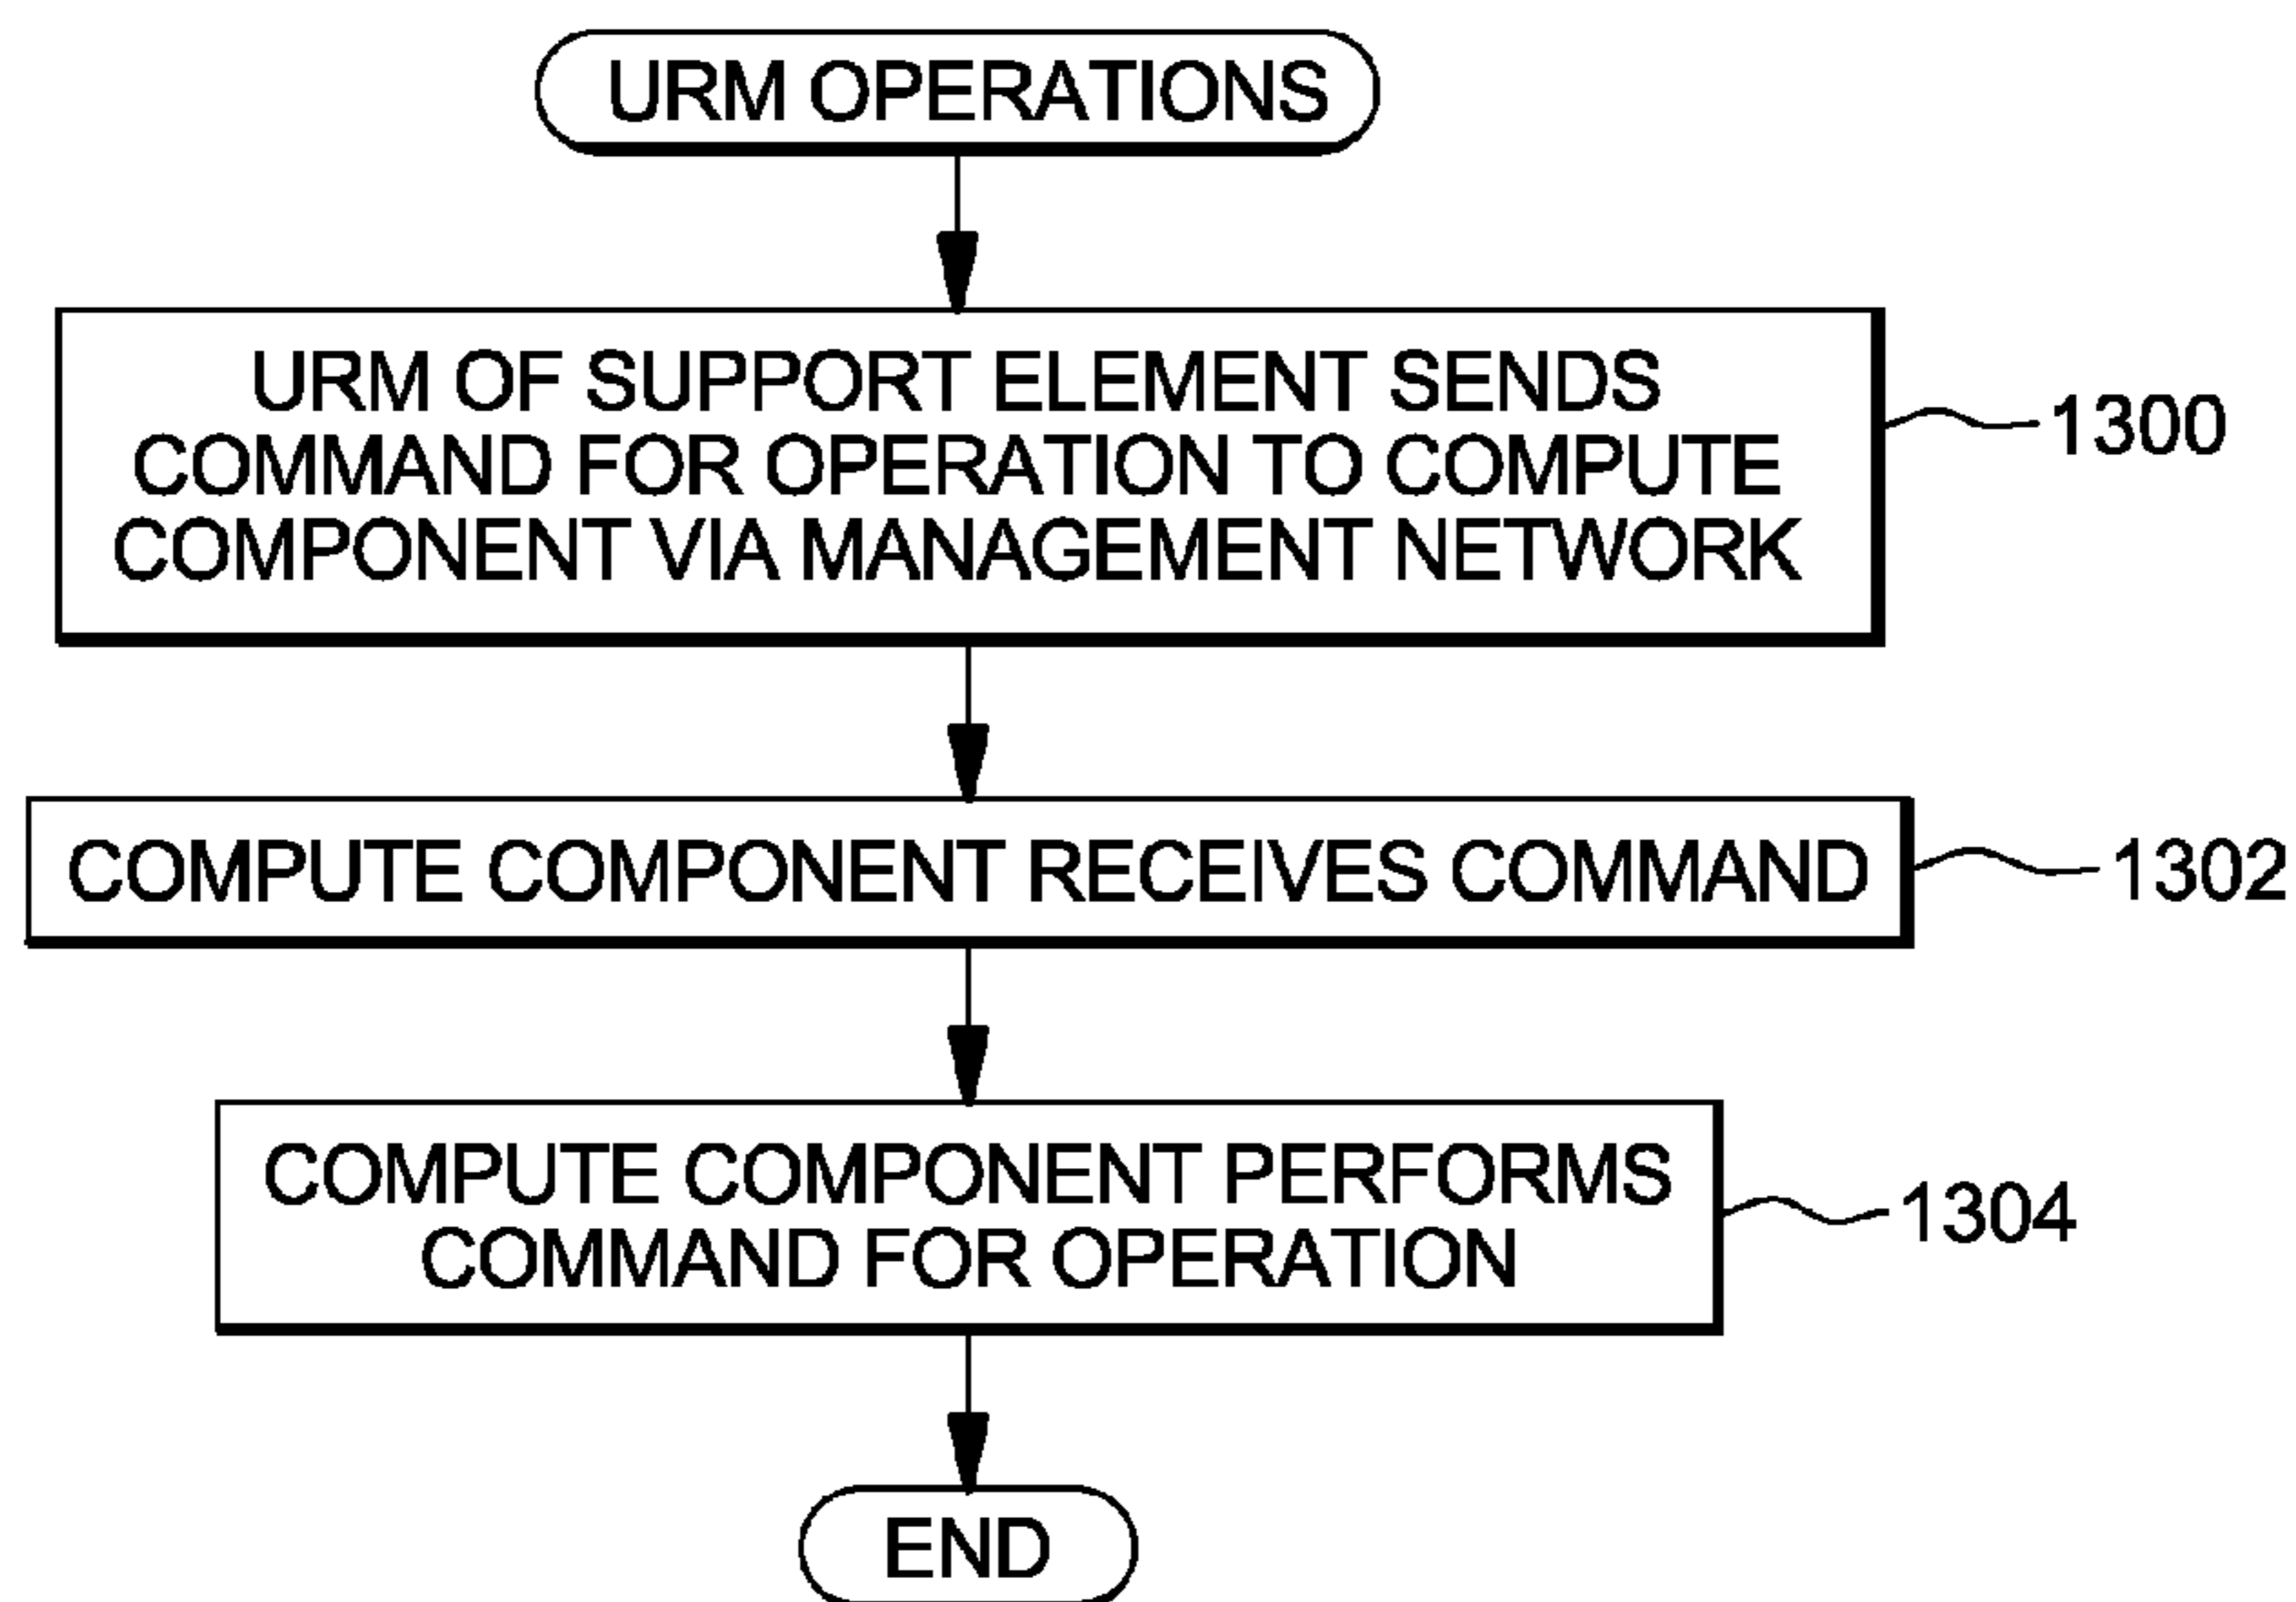 URM OPERATIONS
URM OF SUPPORT ELEMENT SENDS
COMMAND FOR OPERATION TO COMPUTE
COMPONENT VIA MANAGEMENT NETWORK
1300
COMPUTE COMPONENT RECEIVES COMMAND
1302
COMPUTE COMPONENT PERFORMS
COMMAND FOR OPERATION
1304
END